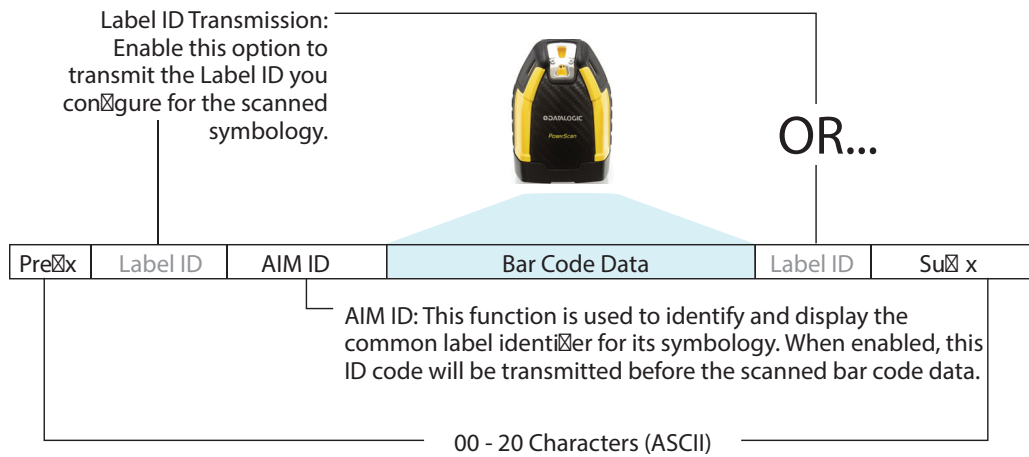 Label ID Transmission:
Enable this option to
transmit the Label ID you
con☒gure for the scanned
symbology.
DATALOGIC
PowerScan
OR...
Pre☒x Label ID AIM ID Bar Code Data Label ID Su☒ x
AIM ID: This function is used to identify and display the
common label identi☒er for its symbology. When enabled, this
ID code will be transmitted before the scanned bar code data.
00 - 20 Characters (ASCII)